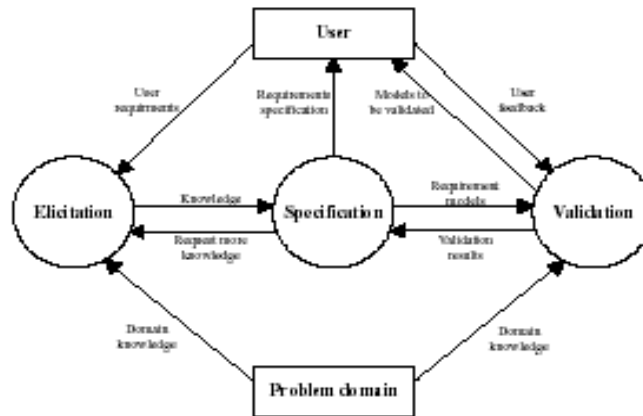 User
User
requirments
Requirements
specification
Models to
be validated
User
feedback
Elicitation
Knowledge
Specification
Requirement
models
Validation
Request more
knowledge
Validation
results
Domain
knowledge
Domain
knowledge
Problem domain